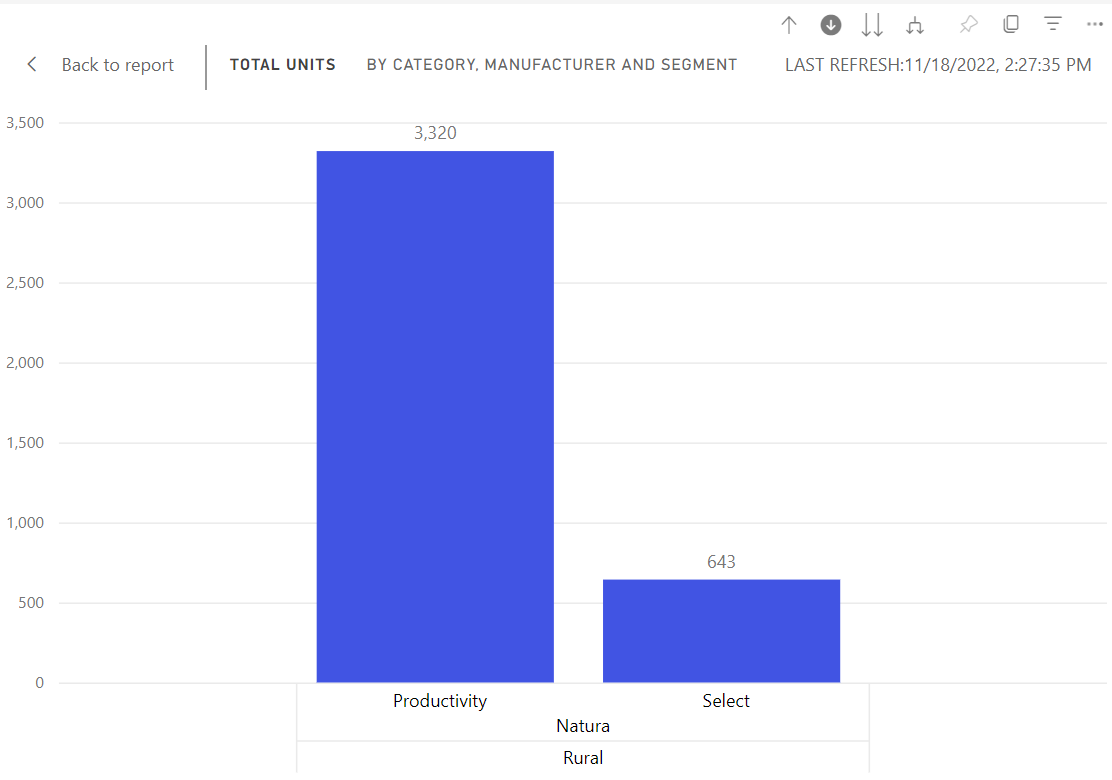 Back to report
TOTAL UNITS BY CATEGORY, MANUFACTURER AND SEGMENT
LAST REFRESH:11/18/2022, 2:27:35 PM
3,500
3,320
3,000
2,500
2,000
1,500
1,000
643
500
0
Productivity Select
Natura
Rural